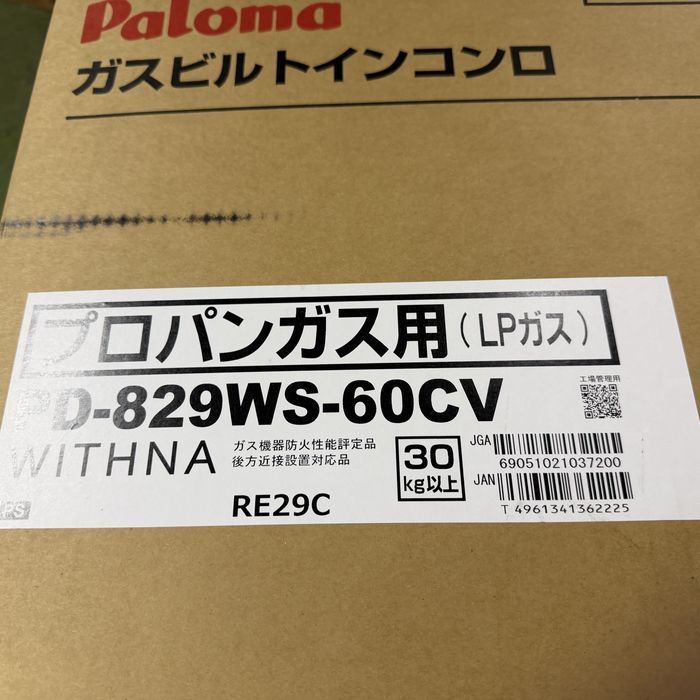 Paloma
ガスビルトインコンロ
プロパンガス用(LPガス)
PD-829WS-60CV
WITHNA
ガス機器防火性能評定品
後方近接設置対応品
30
kg以上
RE29C
工場管理用
JGA
69051021037200
JAN
T 4961341362225
PS